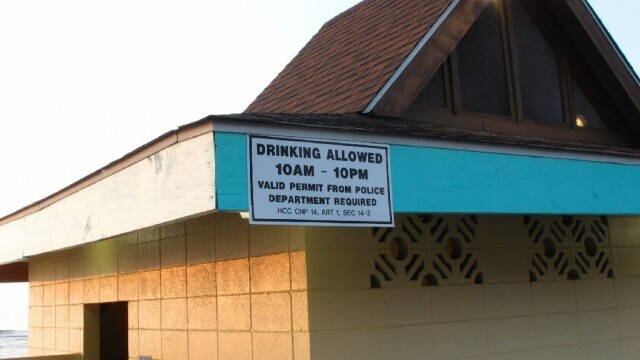 DRINKING ALLOWED
10AM - 10PM
VALID PERMIT FROM POLICE
DEPARTMENT REQUIRED
HCC CHP 14, ART 1, SEC 14-2